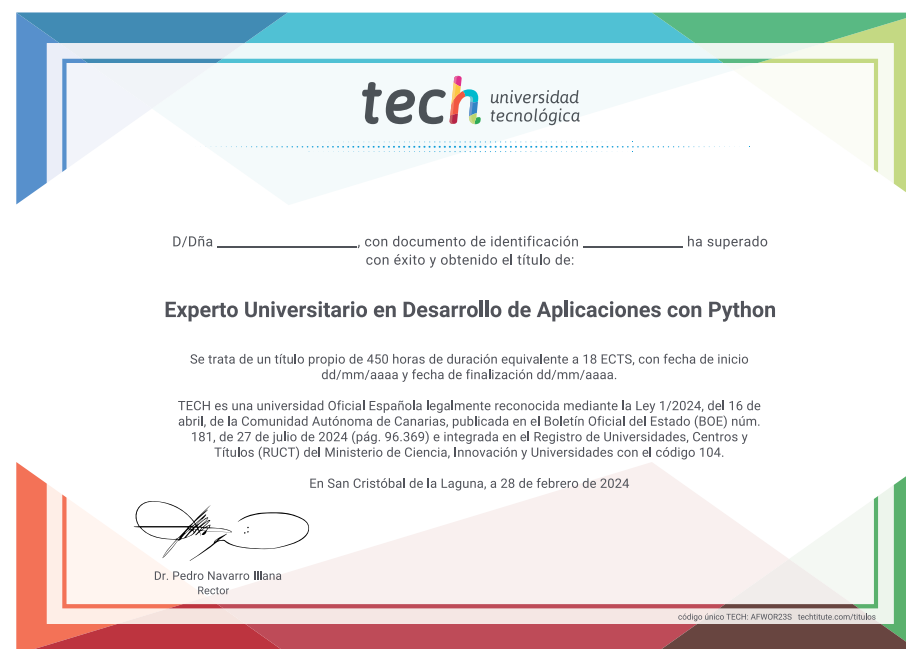 tech universidad
tecnológica
D/Dña ________________, con documento de identificación ____________ ha superado
con éxito y obtenido el título de:
Experto Universitario en Desarrollo de Aplicaciones con Python
Se trata de un título propio de 450 horas de duración equivalente a 18 ECTS, con fecha de inicio
dd/mm/aaaa y fecha de finalización dd/mm/aaaa.
TECH es una universidad Oficial Española legalmente reconocida mediante la Ley 1/2024, del 16 de
abril, de la Comunidad Autónoma de Canarias, publicada en el Boletín Oficial del Estado (BOE) núm.
181, de 27 de julio de 2024 (pág. 96.369) e integrada en el Registro de Universidades, Centros y
Títulos (RUCT) del Ministerio de Ciencia, Innovación y Universidades con el código 104.
En San Cristóbal de la Laguna, a 28 de febrero de 2024
Dr. Pedro Navarro Illana
Rector
código único TECH: AFWOR23S techtitute.com/titulos